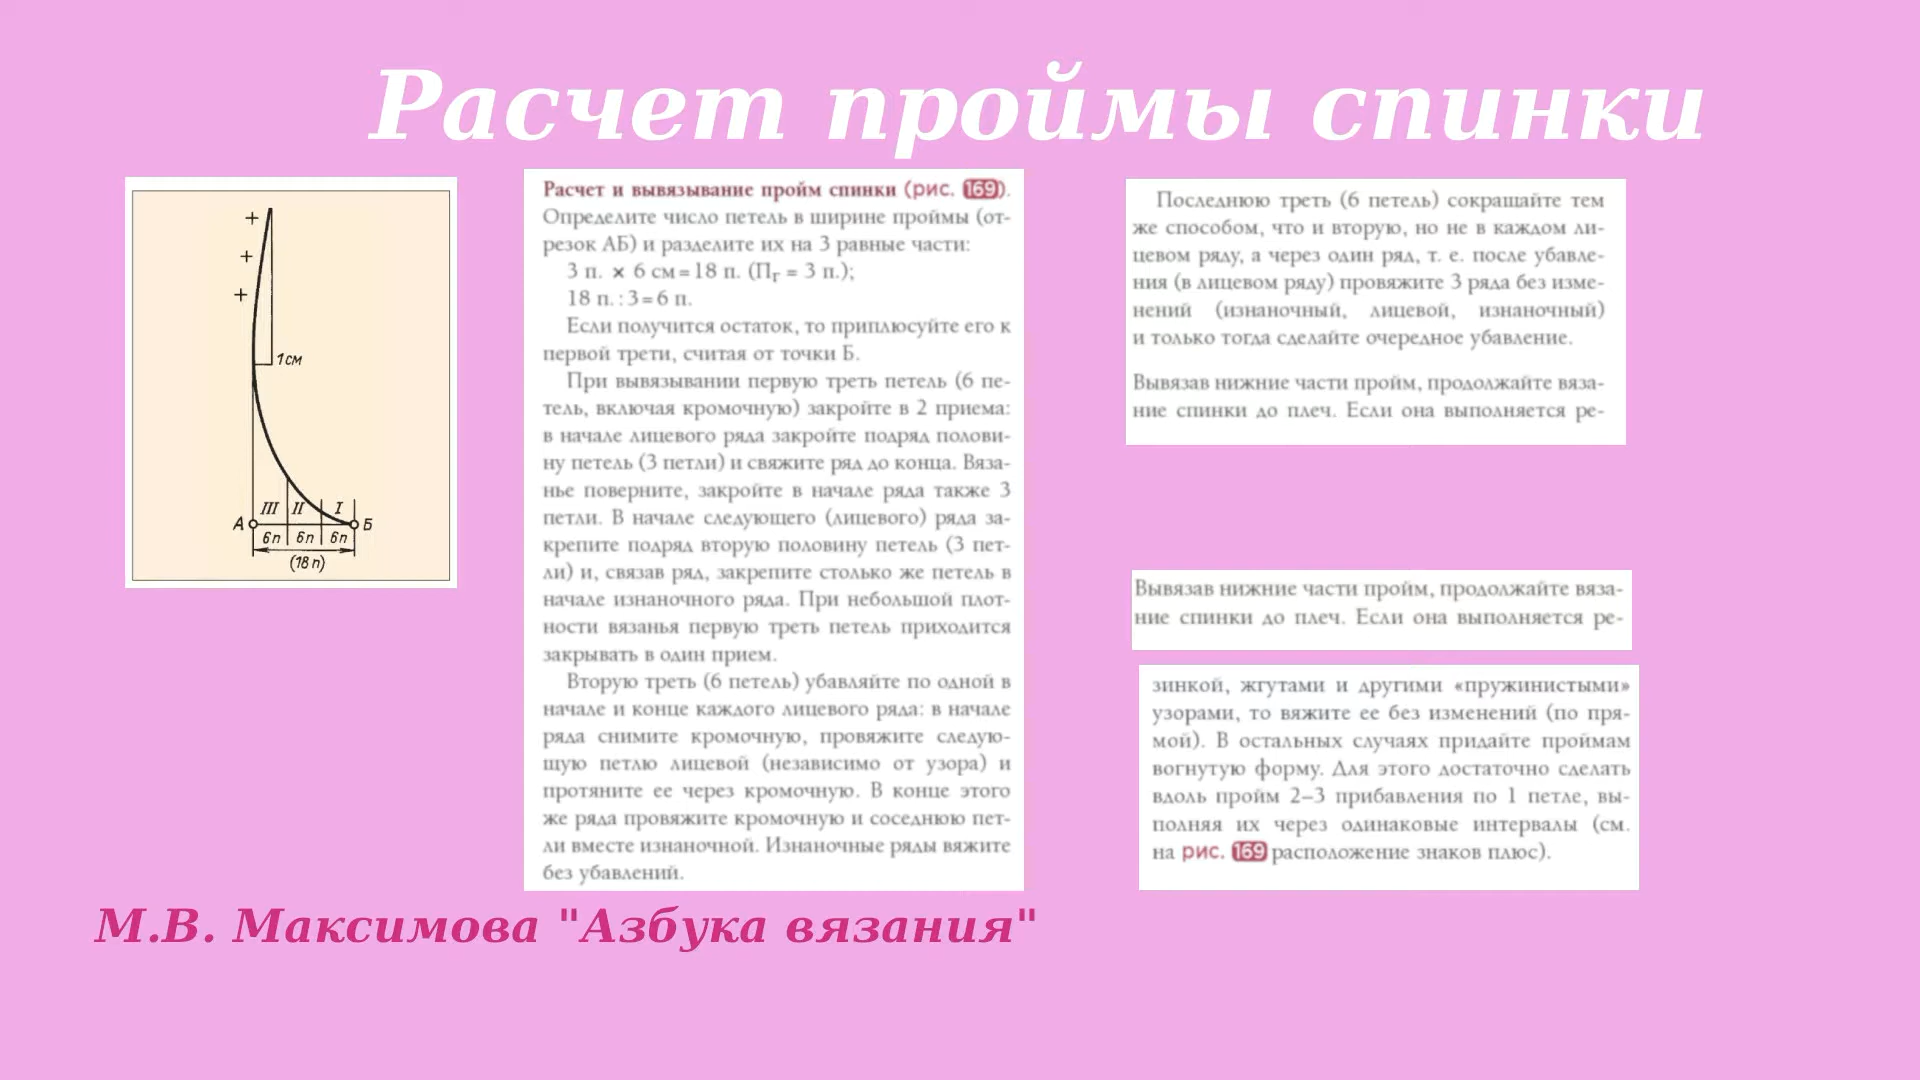 Расчет проймы спинки
+
+
+
1см
III II I
А Б
6п 6п 6п
(18 п)
Расчет и вывязывание пройм спинки (рис. 169).
Определите число петель в ширине проймы (от-
резок АБ) и разделите их на 3 равные части:
3 п. × 6 см=18 п. (Пг = 3 п.);
18 п.:3=6 п.
Если получится остаток, то приплюсуйте его к
первой трети, считая от точки Б.
При вывязывании первую треть петель (6 пе-
тель, включая кромочную) закройте в 2 приема:
в начале лицевого ряда закройте подряд полови-
ну петель (3 петли) и свяжите ряд до конца. Вяза-
нье поверните, закройте в начале ряда также 3
петли. В начале следующего (лицевого) ряда за-
крепите подряд вторую половину петель (3 пет-
ли) и, связав ряд, закрепите столько же петель в
начале изнаночного ряда. При небольшой плот-
ности вязанья первую треть петель приходится
закрывать в один прием.
Вторую треть (6 петель) убавляйте по одной в
начале и конце каждого лицевого ряда: в начале
ряда снимите кромочную, провяжите следую-
щую петлю лицевой (независимо от узора) и
протяните ее через кромочную. В конце этого
же ряда провяжите кромочную и соседнюю пет-
ли вместе изнаночной. Изнаночные ряды вяжите
без убавлений.
Последнюю треть (6 петель) сокращайте тем
же способом, что и вторую, но не в каждом ли-
цевом ряду, а через один ряд, т. е. после убавле-
ния (в лицевом ряду) провяжите 3 ряда без изме-
нений (изнаночный, лицевой, изнаночный)
и только тогда сделайте очередное убавление.
Вывязав нижние части пройм, продолжайте вяза-
ние спинки до плеч. Если она выполняется ре-
Вывязав нижние части пройм, продолжайте вяза-
ние спинки до плеч. Если она выполняется ре-
зинкой, жгутами и другими «пружинистыми»
узорами, то вяжите ее без изменений (по пря-
мой). В остальных случаях придайте проймам
вогнутую форму. Для этого достаточно сделать
вдоль пройм 2–3 прибавления по 1 петле, вы-
полняя их через одинаковые интервалы (см.
на рис. 169 расположение знаков плюс).
М.В. Максимова "Азбука вязания"